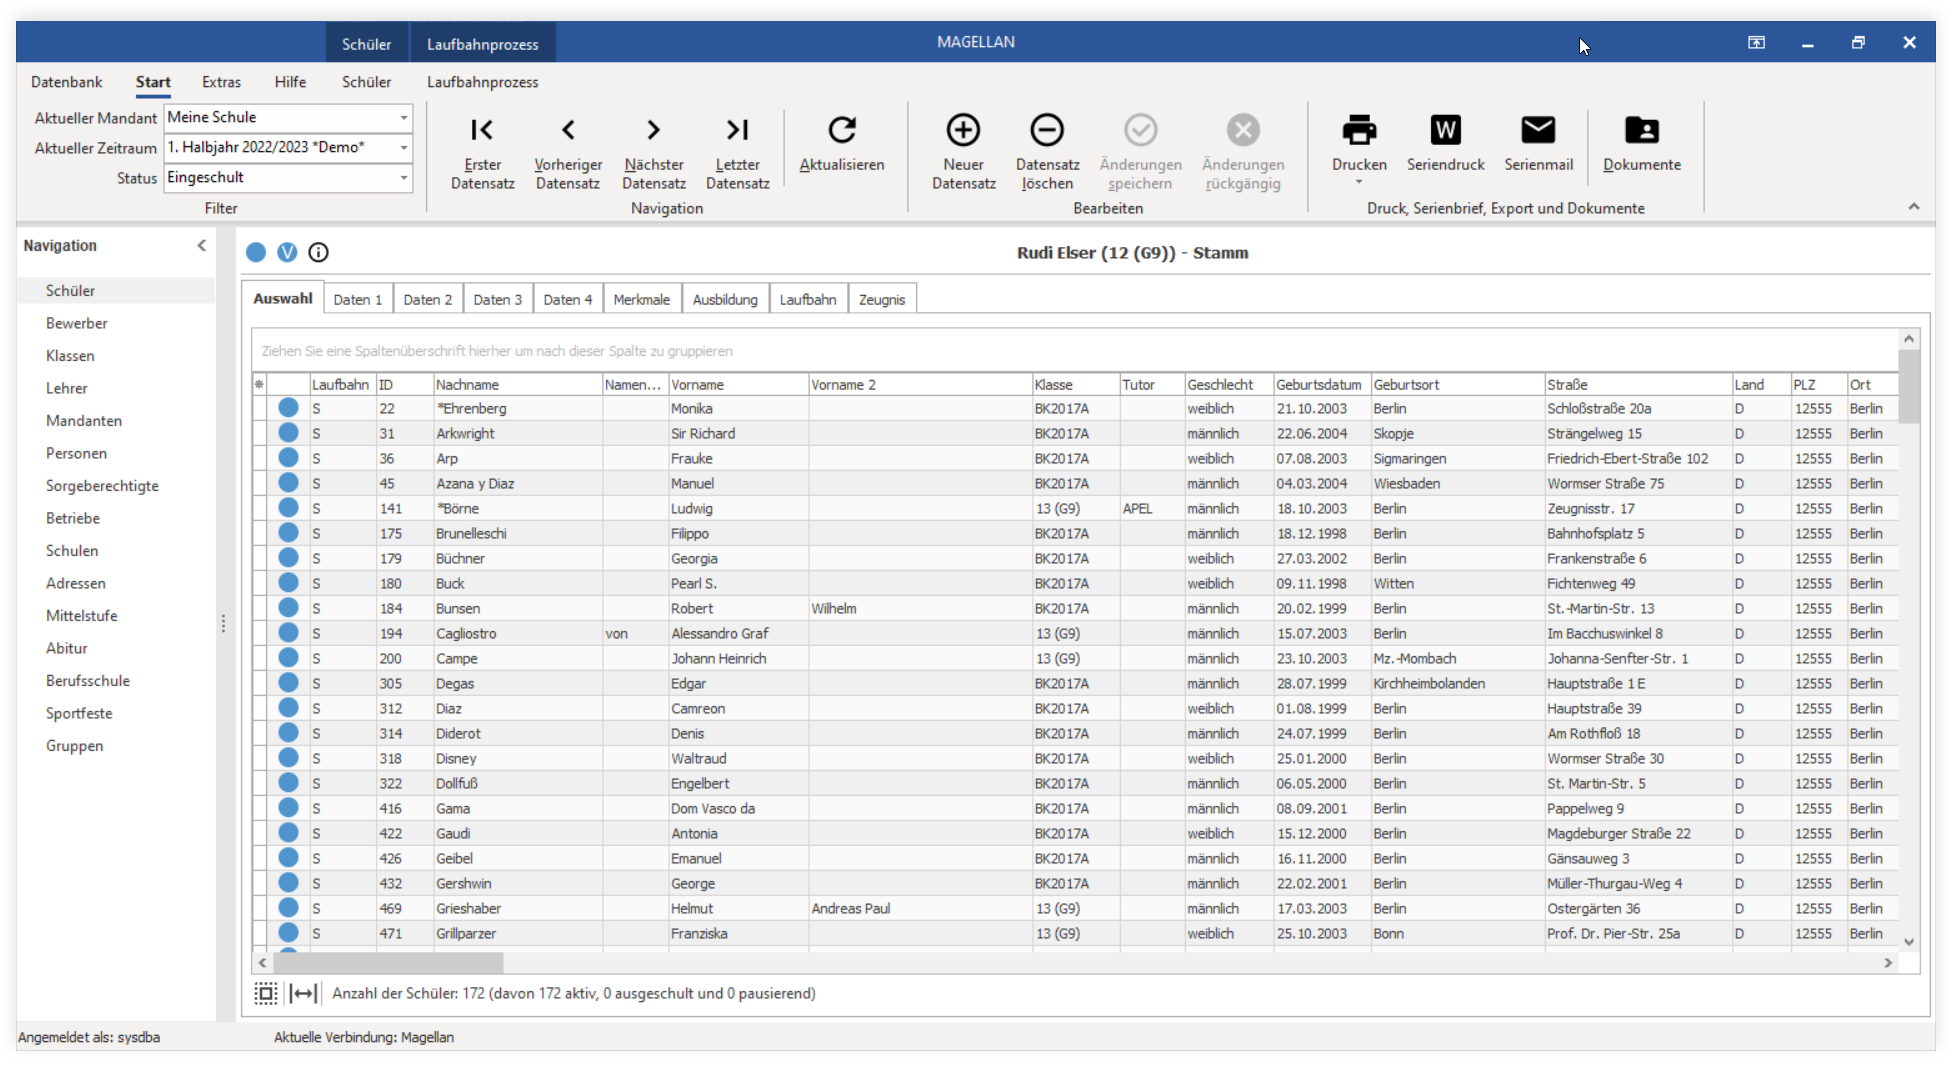 Schüler Laufbahnprozess MAGELLAN
Datenbank Start Extras Hilfe Schüler Laufbahnprozess
Aktueller Mandant Meine Schule
Aktueller Zeitraum 1. Halbjahr 2022/2023 *Demo*
Status Eingeschult
Filter
Erster Datensatz
Vorheriger Datensatz
Nächster Datensatz
Letzter Datensatz
Aktualisieren
Navigation
Neuer Datensatz
Datensatz löschen
Änderungen speichern
Änderungen rückgängig
Bearbeiten
Drucken
W
Seriendruck
Serienmail
Dokumente
Druck, Serienbrief, Export und Dokumente
Navigation
Schüler
Bewerber
Klassen
Lehrer
Mandanten
Personen
Sorgeberechtigte
Betriebe
Schulen
Adressen
Mittelstufe
Abitur
Berufsschule
Sportfeste
Gruppen
V
Rudi Elser (12 (G9)) - Stamm
Auswahl Daten 1 Daten 2 Daten 3 Daten 4 Merkmale Ausbildung Laufbahn Zeugnis
Ziehen Sie eine Spaltenüberschrift hierher um nach dieser Spalte zu gruppieren
Laufbahn ID Nachname Namen... Vorname Vorname 2 Klasse Tutor Geschlecht Geburtsdatum Geburtsort Straße Land PLZ Ort
S 22 *Ehrenberg Monika BK2017A weiblich 21.10.2003 Berlin Schloßstraße 20a D 12555 Berlin
S 31 Arkwright Sir Richard BK2017A männlich 22.06.2004 Skopje Strängelweg 15 D 12555 Berlin
S 36 Arp Frauke BK2017A weiblich 07.08.2003 Sigmaringen Friedrich-Ebert-Straße 102 D 12555 Berlin
S 45 Azana y Diaz Manuel BK2017A männlich 04.03.2004 Wiesbaden Wormser Straße 75 D 12555 Berlin
S 141 *Börne Ludwig 13 (G9) APEL männlich 18.10.2003 Berlin Zeugnisstr. 17 D 12555 Berlin
S 175 Brunelleschi Filippo BK2017A männlich 18.12.1998 Berlin Bahnhofsplatz 5 D 12555 Berlin
S 179 Büchner Georgia BK2017A weiblich 27.03.2002 Berlin Frankenstraße 6 D 12555 Berlin
S 180 Buck Pearl S. BK2017A weiblich 09.11.1998 Witten Fichtenweg 49 D 12555 Berlin
S 184 Bunsen Robert Wilhelm BK2017A männlich 20.02.1999 Berlin St.-Martin-Str. 13 D 12555 Berlin
S 194 Cagliostro von Alessandro Graf 13 (G9) männlich 15.07.2003 Berlin Im Bacchuswinkel 8 D 12555 Berlin
S 200 Campe Johann Heinrich 13 (G9) männlich 23.10.2003 Mz.-Mombach Johanna-Senfter-Str. 1 D 12555 Berlin
S 305 Degas Edgar BK2017A männlich 28.07.1999 Kirchheimbolanden Hauptstraße 1 E D 12555 Berlin
S 312 Diaz Camreon BK2017A weiblich 01.08.1999 Berlin Hauptstraße 39 D 12555 Berlin
S 314 Diderot Denis BK2017A männlich 24.07.1999 Berlin Am Rothfloß 18 D 12555 Berlin
S 318 Disney Waltraud BK2017A weiblich 25.01.2000 Berlin Wormser Straße 30 D 12555 Berlin
S 322 Dollfuß Engelbert BK2017A männlich 06.05.2000 Berlin St. Martin-Str. 5 D 12555 Berlin
S 416 Gama Dom Vasco da BK2017A männlich 08.09.2001 Berlin Pappelweg 9 D 12555 Berlin
S 422 Gaudi Antonia BK2017A weiblich 15.12.2000 Berlin Magdeburger Straße 22 D 12555 Berlin
S 426 Geibel Emanuel BK2017A männlich 16.11.2000 Berlin Gänsauweg 3 D 12555 Berlin
S 432 Gershwin George BK2017A männlich 22.02.2001 Berlin Müller-Thurgau-Weg 4 D 12555 Berlin
S 469 Grieshaber Helmut Andreas Paul 13 (G9) männlich 17.03.2003 Berlin Ostergärten 36 D 12555 Berlin
S 471 Grillparzer Franziska 13 (G9) weiblich 25.10.2003 Bonn Prof. Dr. Pier-Str. 25a D 12555 Berlin
Anzahl der Schüler: 172 (davon 172 aktiv, 0 ausgeschult und 0 pausierend)
Angemeldet als: sysdba Aktuelle Verbindung: Magellan